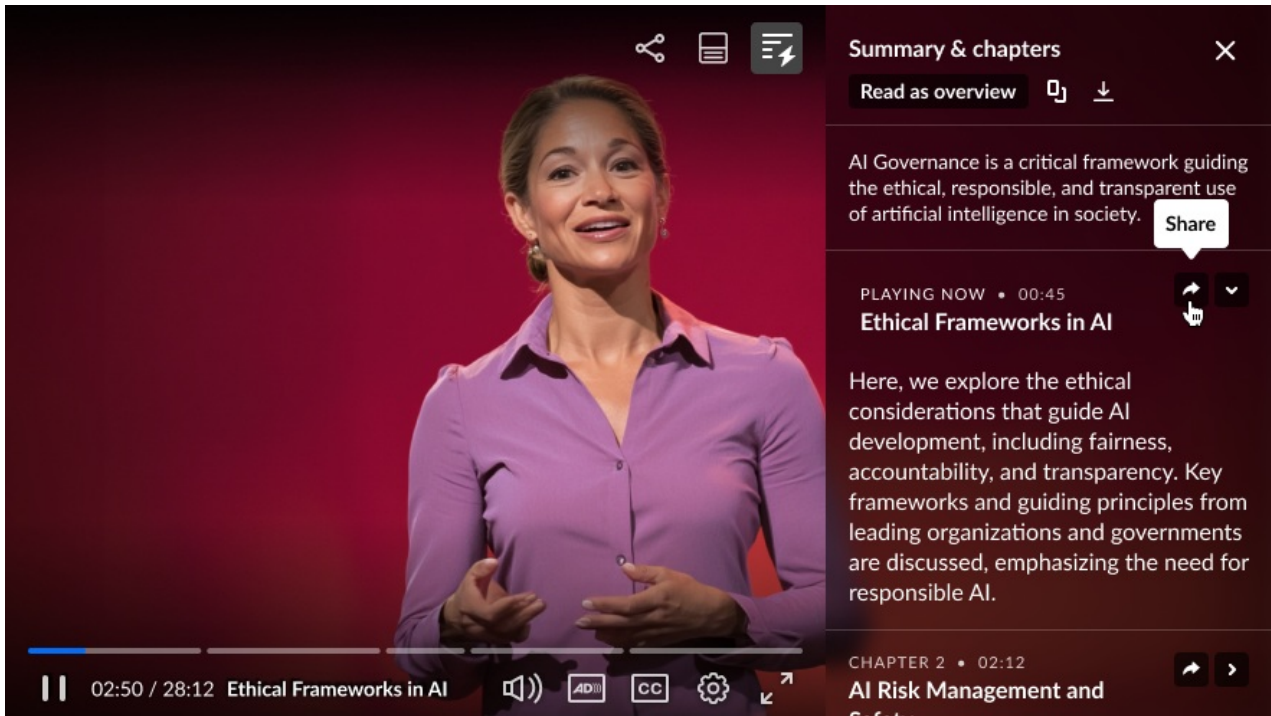 Summary & chapters
Read as overview
AI Governance is a critical framework guiding
the ethical, responsible, and transparent use
of artificial intelligence in society.
Share
PLAYING NOW • 00:45
Ethical Frameworks in AI
Here, we explore the ethical
considerations that guide AI
development, including fairness,
accountability, and transparency. Key
frameworks and guiding principles from
leading organizations and governments
are discussed, emphasizing the need for
responsible AI.
CHAPTER 2 • 02:12
AI Risk Management and
02:50 / 28:12 Ethical Frameworks in AI
AD
CC